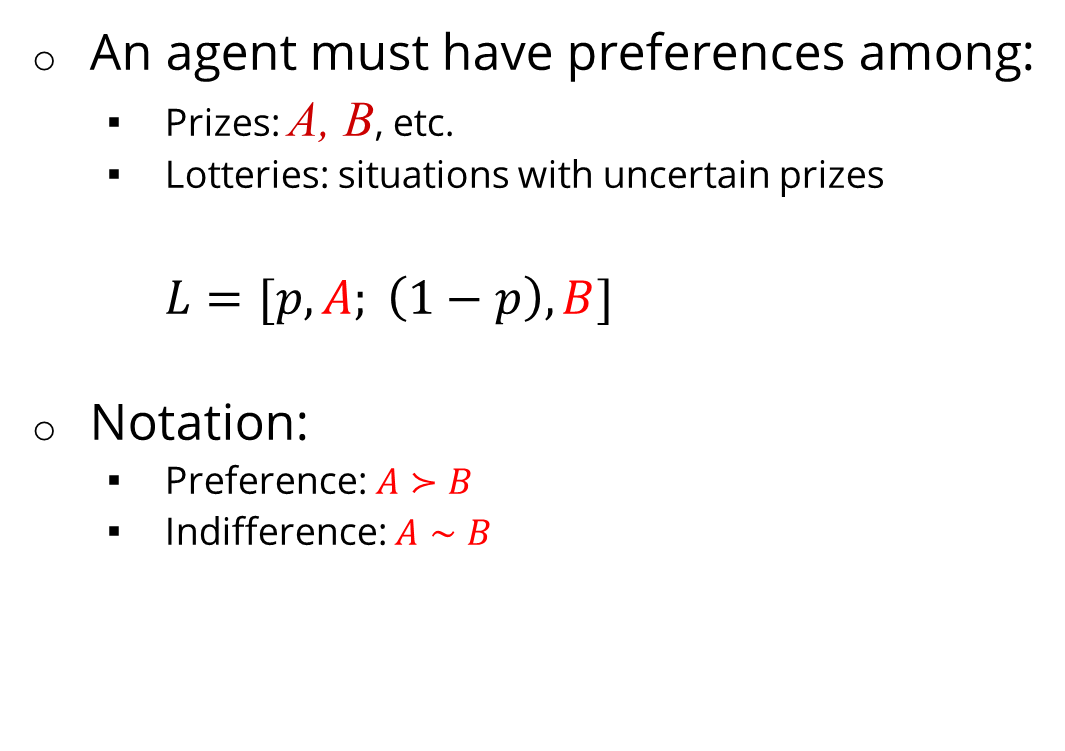 ○ An agent must have preferences among:
▪ Prizes: A, B, etc.
▪ Lotteries: situations with uncertain prizes
L = [p, A; (1 − p), B]
○ Notation:
▪ Preference: A ≻ B
▪ Indifference: A ~ B